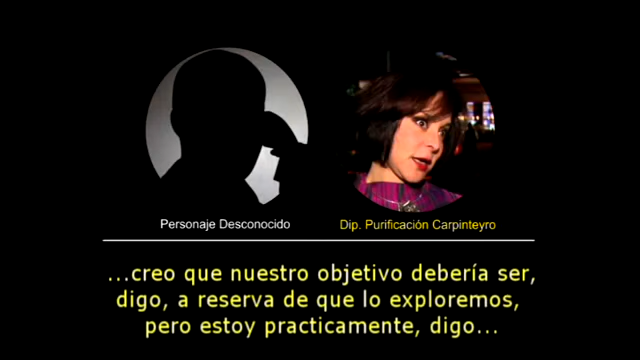 Personaje Desconocido
Dip. Purificación Carpinteyro
...creo que nuestro objetivo debería ser,
digo, a reserva de que lo exploremos,
pero estoy practicamente, digo...